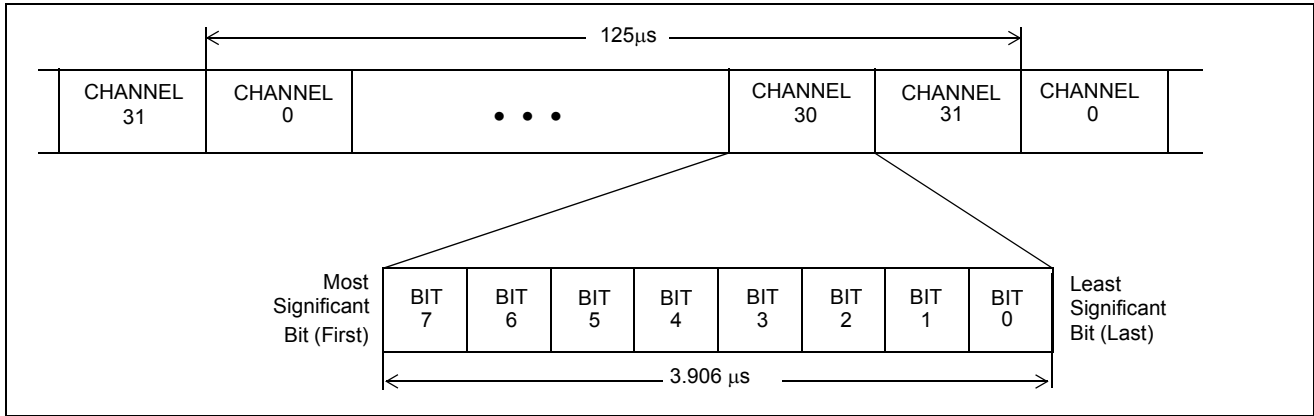 125μs
CHANNEL 31
CHANNEL 0
• • •
CHANNEL 30
CHANNEL 31
CHANNEL 0
Most
Significant
Bit (First)
BIT 7
BIT 6
BIT 5
BIT 4
BIT 3
BIT 2
BIT 1
BIT 0
Least
Significant
Bit (Last)
3.906 μs